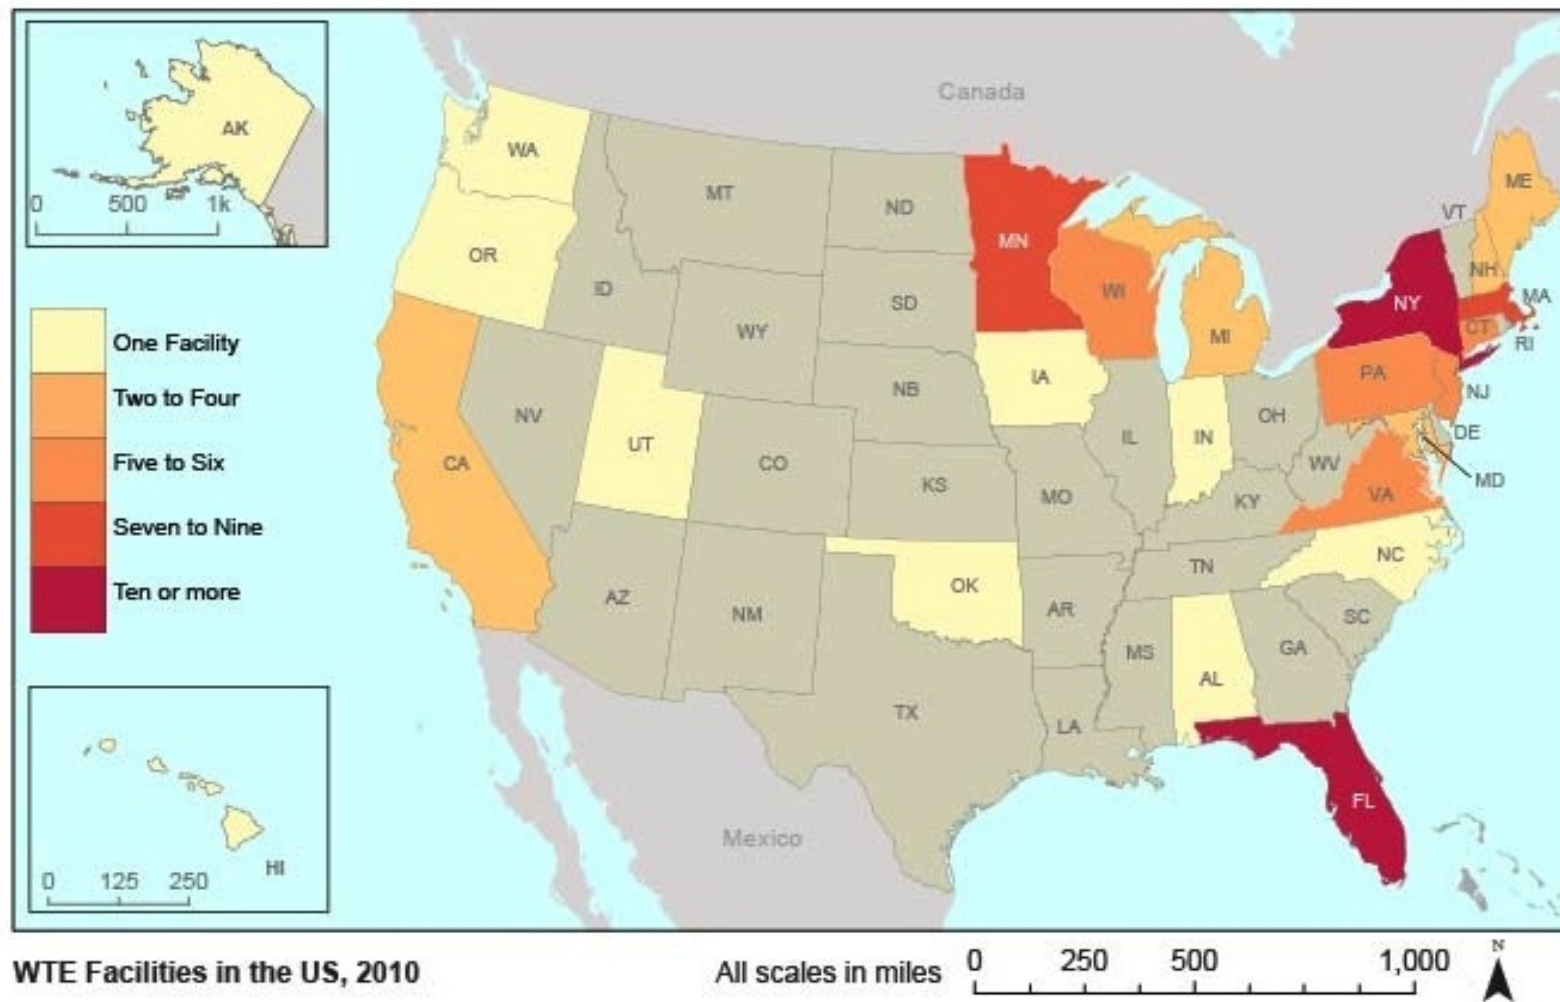 AK
0 500 1k
One Facility
Two to Four
Five to Six
Seven to Nine
Ten or more
HI
0 125 250
Canada
Mexico
WA
OR
CA
ID
NV
MT
WY
UT
AZ
CO
NM
ND
SD
NB
KS
OK
TX
MN
IA
MO
AR
LA
WI
IL
MI
IN
OH
KY
TN
MS
AL
GA
FL
SC
NC
VA
WV
PA
NY
VT
NH
ME
MA
CT
RI
NJ
DE
MD
WTE Facilities in the US, 2010
All scales in miles 0 250 500 1,000
N